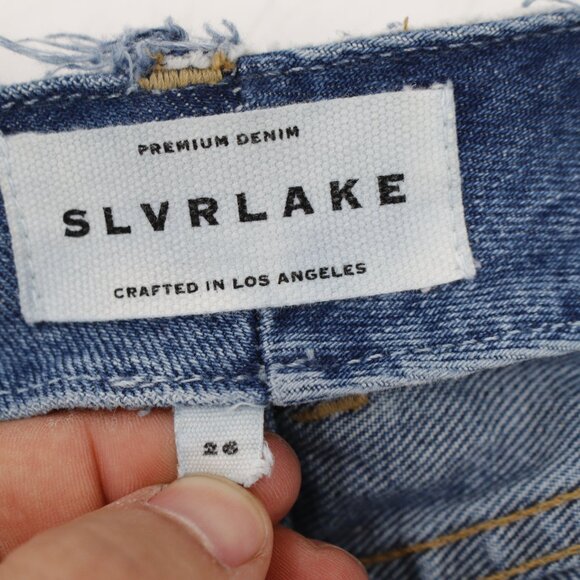 PREMIUM DENIM
SLVRLAKE
CRAFTED IN LOS ANGELES
26